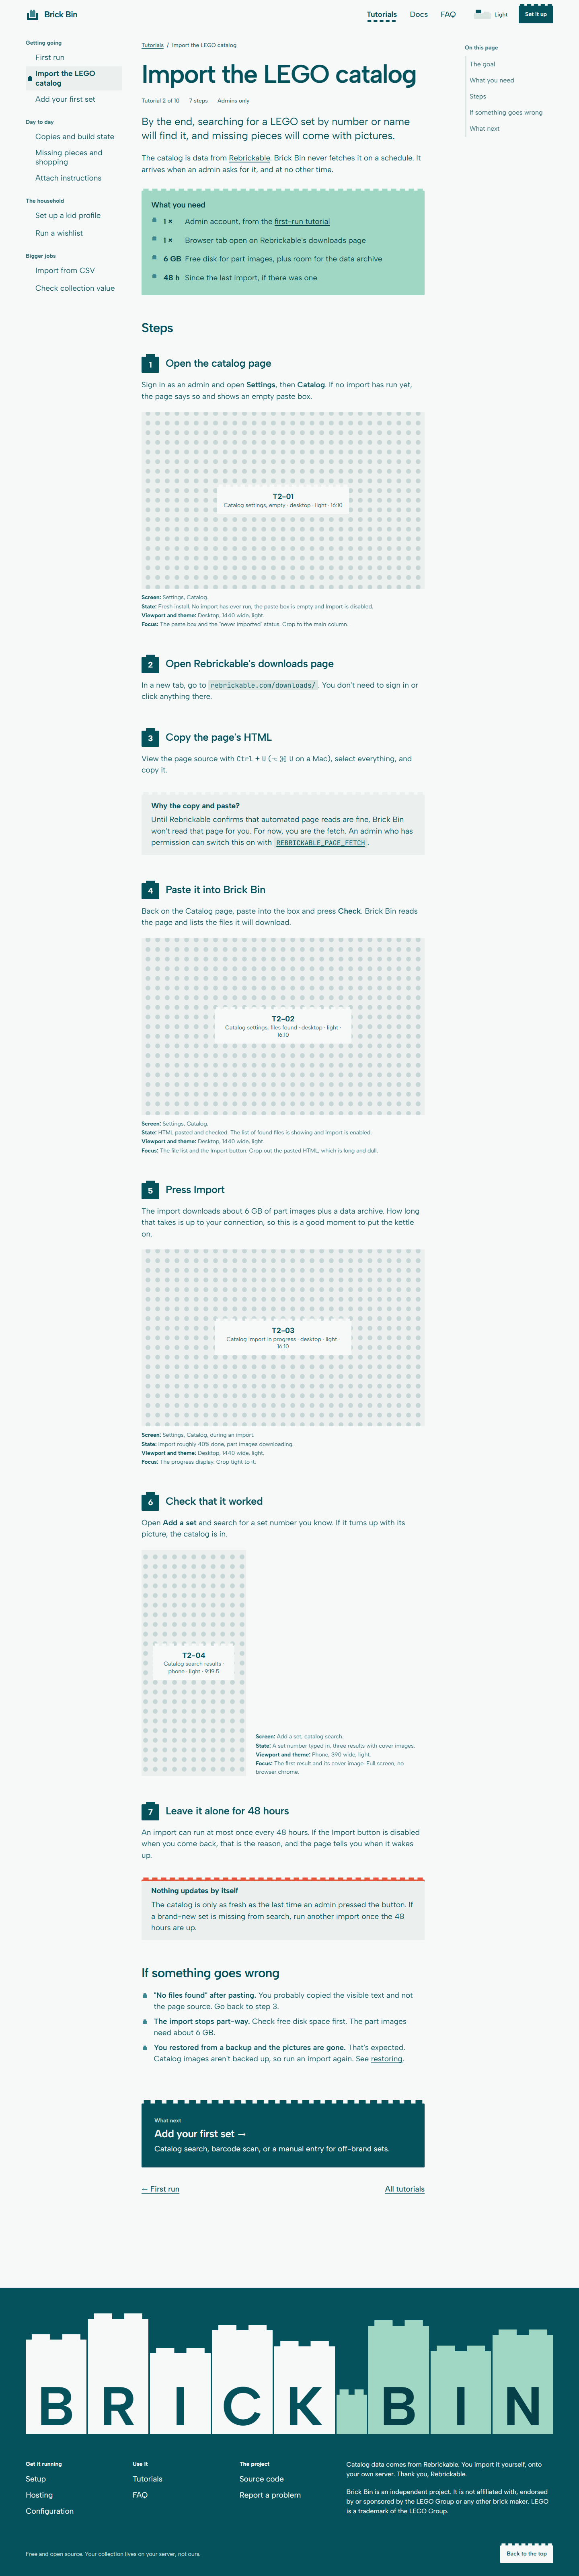 Brick Bin
Tutorials
Docs
FAQ
Light
Set it up
Getting going
First run
Import the LEGO
catalog
Add your first set
Day to day
Copies and build state
Missing pieces and
shopping
Attach instructions
The household
Set up a kid profile
Run a wishlist
Bigger jobs
Import from CSV
Check collection value
Tutorials / Import the LEGO catalog
Import the LEGO catalog
Tutorial 2 of 10 7 steps Admins only
By the end, searching for a LEGO set by number or name
will find it, and missing pieces will come with pictures.
The catalog is data from Rebrickable. Brick Bin never fetches it on a schedule. It
arrives when an admin asks for it, and at no other time.
What you need
1 × Admin account, from the first-run tutorial
1 × Browser tab open on Rebrickable's downloads page
6 GB Free disk for part images, plus room for the data archive
48 h Since the last import, if there was one
On this page
The goal
What you need
Steps
If something goes wrong
What next
Steps
1 Open the catalog page
Sign in as an admin and open Settings, then Catalog. If no import has run yet,
the page says so and shows an empty paste box.
T2-01
Catalog settings, empty · desktop · light · 16:10
Screen: Settings, Catalog.
State: Fresh install. No import has ever run, the paste box is empty and Import is disabled.
Viewport and theme: Desktop, 1440 wide, light.
Focus: The paste box and the "never imported" status. Crop to the main column.
2 Open Rebrickable's downloads page
In a new tab, go to rebrickable.com/downloads/. You don't need to sign in or
click anything there.
3 Copy the page's HTML
View the page source with Ctrl + U (⌥ ⌘ U on a Mac), select everything, and
copy it.
Why the copy and paste?
Until Rebrickable confirms that automated page reads are fine, Brick Bin
won't read that page for you. For now, you are the fetch. An admin who has
permission can switch this on with REBRICKABLE_PAGE_FETCH.
4 Paste it into Brick Bin
Back on the Catalog page, paste into the box and press Check. Brick Bin reads
the page and lists the files it will download.
T2-02
Catalog settings, files found · desktop · light ·
16:10
Screen: Settings, Catalog.
State: HTML pasted and checked. The list of found files is showing and Import is enabled.
Viewport and theme: Desktop, 1440 wide, light.
Focus: The file list and the Import button. Crop out the pasted HTML, which is long and dull.
5 Press Import
The import downloads about 6 GB of part images plus a data archive. How long
that takes is up to your connection, so this is a good moment to put the kettle
on.
T2-03
Catalog import in progress · desktop · light ·
16:10
Screen: Settings, Catalog, during an import.
State: Import roughly 40% done, part images downloading.
Viewport and theme: Desktop, 1440 wide, light.
Focus: The progress display. Crop tight to it.
6 Check that it worked
Open Add a set and search for a set number you know. If it turns up with its
picture, the catalog is in.
T2-04
Catalog search results ·
phone · light · 9:19.5
Screen: Add a set, catalog search.
State: A set number typed in, three results with cover images.
Viewport and theme: Phone, 390 wide, light.
Focus: The first result and its cover image. Full screen, no
browser chrome.
7 Leave it alone for 48 hours
An import can run at most once every 48 hours. If the Import button is disabled
when you come back, that is the reason, and the page tells you when it wakes
up.
Nothing updates by itself
The catalog is only as fresh as the last time an admin pressed the button. If
a brand-new set is missing from search, run another import once the 48
hours are up.
If something goes wrong
"No files found" after pasting. You probably copied the visible text and not
the page source. Go back to step 3.
The import stops part-way. Check free disk space first. The part images
need about 6 GB.
You restored from a backup and the pictures are gone. That's expected.
Catalog images aren't backed up, so run an import again. See restoring.
What next
Add your first set →
Catalog search, barcode scan, or a manual entry for off-brand sets.
← First run
All tutorials
BRICK BIN
Get it running
Setup
Hosting
Configuration
Use it
Tutorials
FAQ
The project
Source code
Report a problem
Catalog data comes from Rebrickable. You import it yourself, onto
your own server. Thank you, Rebrickable.
Brick Bin is an independent project. It is not affiliated with, endorsed
by or sponsored by the LEGO Group or any other brick maker. LEGO
is a trademark of the LEGO Group.
Free and open source. Your collection lives on your server, not ours.
Back to the top